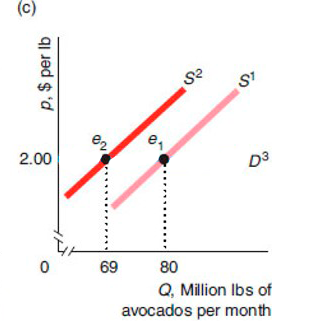 (c)
p, $ per lb
S²
S¹
e₂
e₁
2.00
D³
0
69
80
Q, Million lbs of
avocados per month